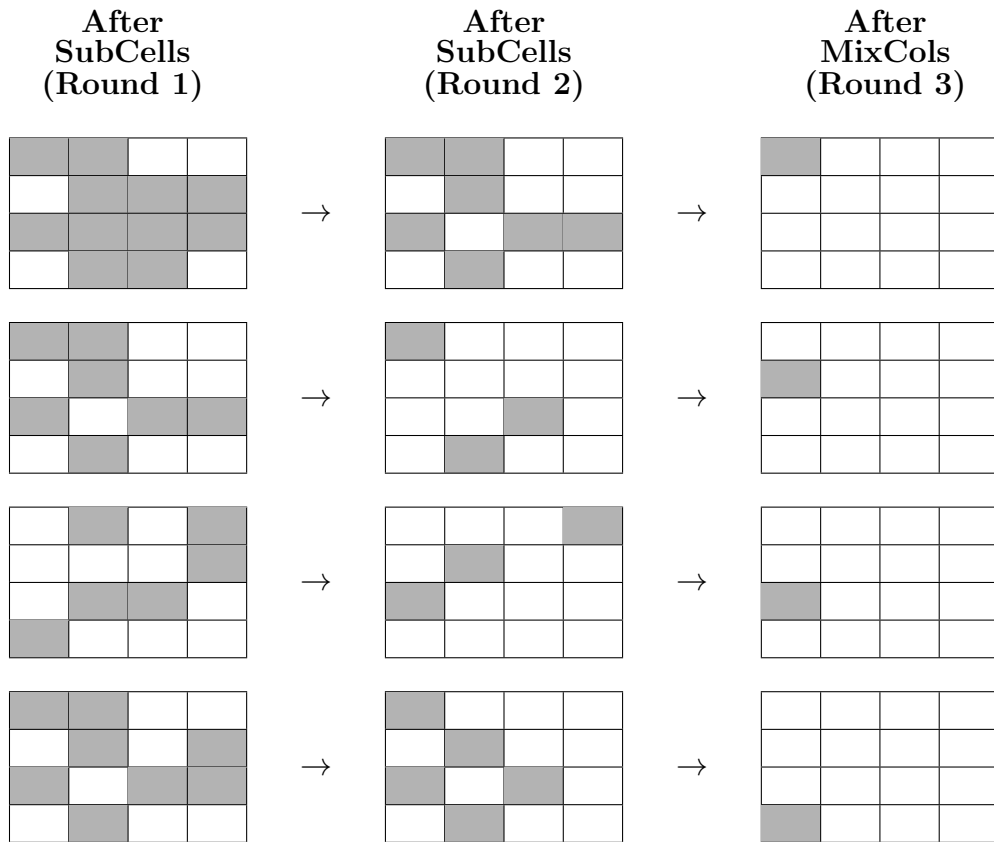 After
SubCells
(Round 1)
After
SubCells
(Round 2)
After
MixCols
(Round 3)
→ →
→ →
→ →
→ →